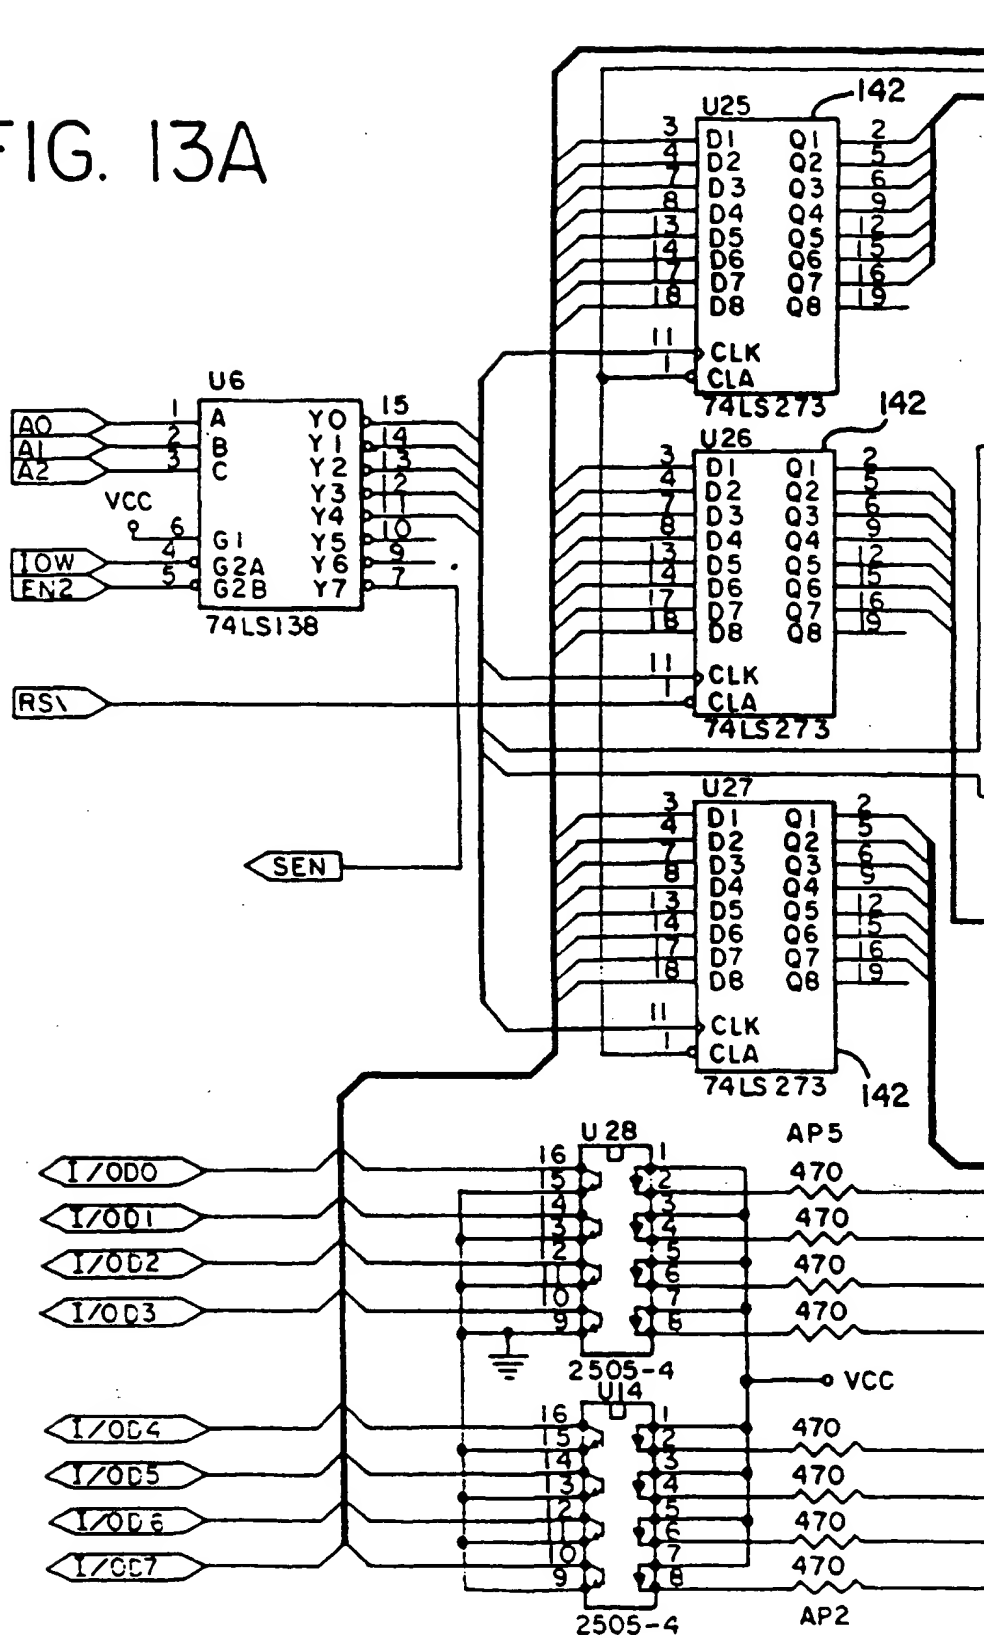 FIG. 13A
142
U25
3 D1 Q1 2
4 D2 Q2 5
7 D3 Q3 6
8 D4 Q4 9
13 D5 Q5 12
14 D6 Q6 15
17 D7 Q7 16
18 D8 Q8 19
11 CLK
1 CLA
74LS273
U6
A0 1 A Y0 15
A1 2 B Y1 14
A2 3 C Y2 13
VCC Y3 12
Y4 11
6 G1 Y5 10
IOW 4 G2A Y6 9
EN2 5 G2B Y7 7
74LS138
142
U26
3 D1 Q1 2
4 D2 Q2 5
7 D3 Q3 6
8 D4 Q4 9
13 D5 Q5 12
14 D6 Q6 15
17 D7 Q7 16
18 D8 Q8 19
11 CLK
RS\ 1 CLA
74LS273
U27
3 D1 Q1 2
4 D2 Q2 5
7 D3 Q3 6
8 D4 Q4 9
13 D5 Q5 12
14 D6 Q6 15
17 D7 Q7 16
18 D8 Q8 19
SEN
11 CLK
1 CLA
74LS273
142
U28
AP5
I/OD0 16 1
15 2 470
I/OD1 14 3
13 4 470
I/OD2 12 5
11 6 470
I/OD3 10 7
9 8 470
2505-4
VCC
U14
I/OD4 16 1
15 2 470
I/OD5 14 3
13 4 470
I/OD6 12 5
11 6 470
I/OD7 10 7
9 8 470
2505-4
AP2